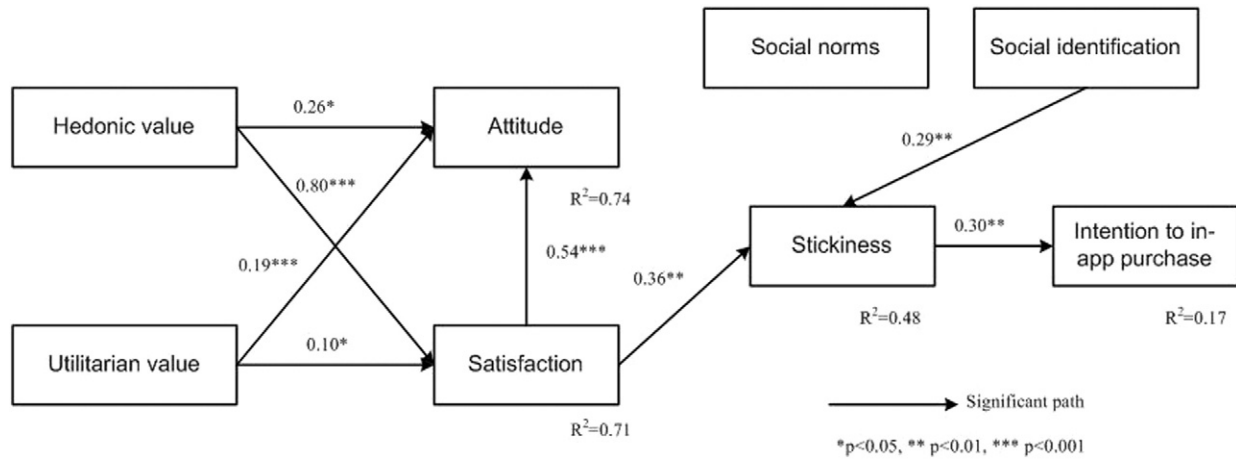 Social norms
Social identification
Hedonic value
0.26*
Attitude
0.29**
0.80***
R²=0.74
Stickiness
0.30**
Intention to in-
app purchase
0.19***
0.54***
0.36**
R²=0.48
R²=0.17
Utilitarian value
0.10*
Satisfaction
R²=0.71
Significant path
*p<0.05, ** p<0.01, *** p<0.001